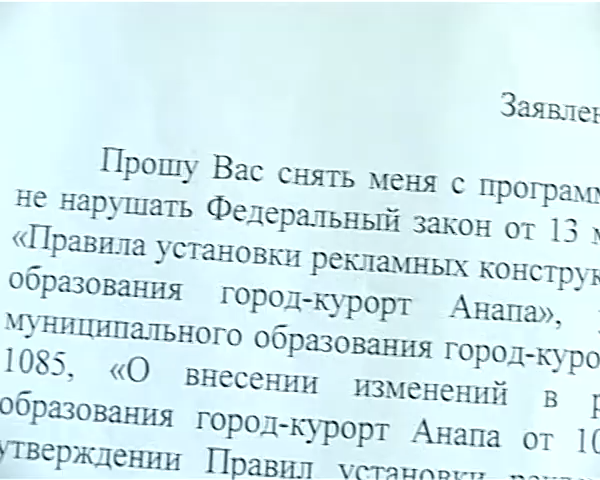 Заявлен
Прошу Вас снять меня с програм
не нарушать Федеральный закон от 13
«Правила установки рекламных конструк
образования город-курорт Анапа»,
муниципального образования город-куро
1085, «О внесении изменений в р
образования город-курорт Анапа от 10
утверждении Правил установки